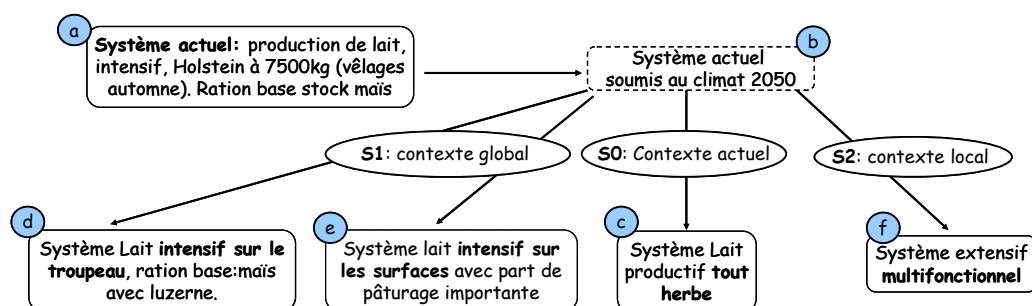 a
Système actuel: production de lait,
intensif, Holstein à 7500kg (vêlages
automne). Ration base stock maïs
b
Système actuel
soumis au climat 2050
S1: contexte global
S0: Contexte actuel
S2: contexte local
d
Système Lait intensif sur le
troupeau, ration base:maïs
avec luzerne.
e
Système lait intensif sur
les surfaces avec part de
pâturage importante
c
Système Lait
productif tout
herbe
f
Système extensif
multifonctionnel